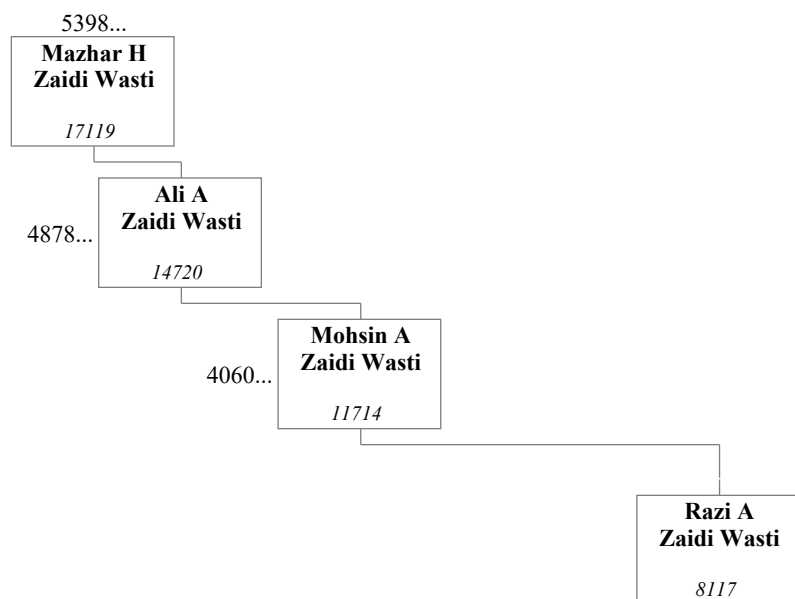 5398...
Mazhar H
Zaidi Wasti
17119
Ali A
Zaidi Wasti
4878...
14720
Mohsin A
Zaidi Wasti
4060...
11714
Razi A
Zaidi Wasti
8117